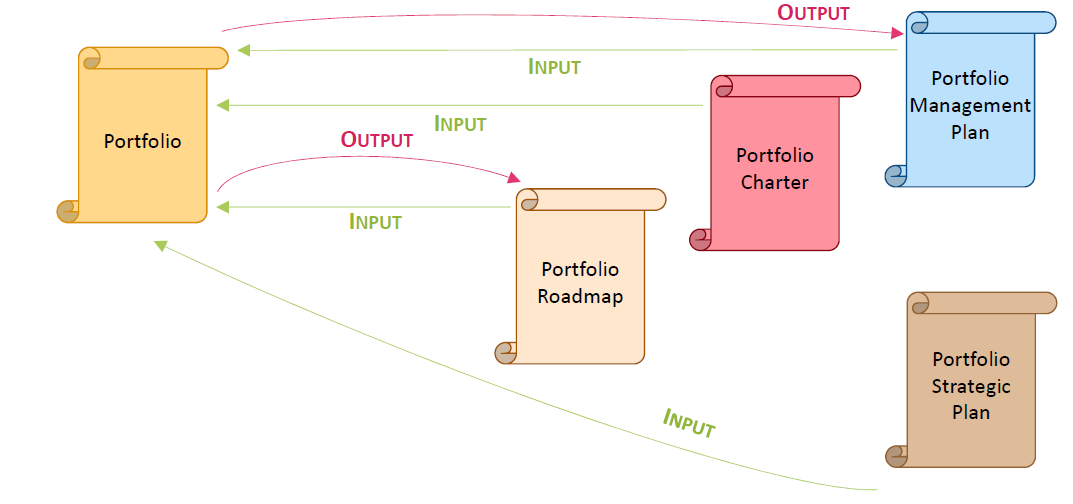 OUTPUT
INPUT
Portfolio
Management
Plan
INPUT
OUTPUT
Portfolio
Portfolio
Charter
INPUT
Portfolio
Roadmap
Portfolio
Strategic
Plan
INPUT